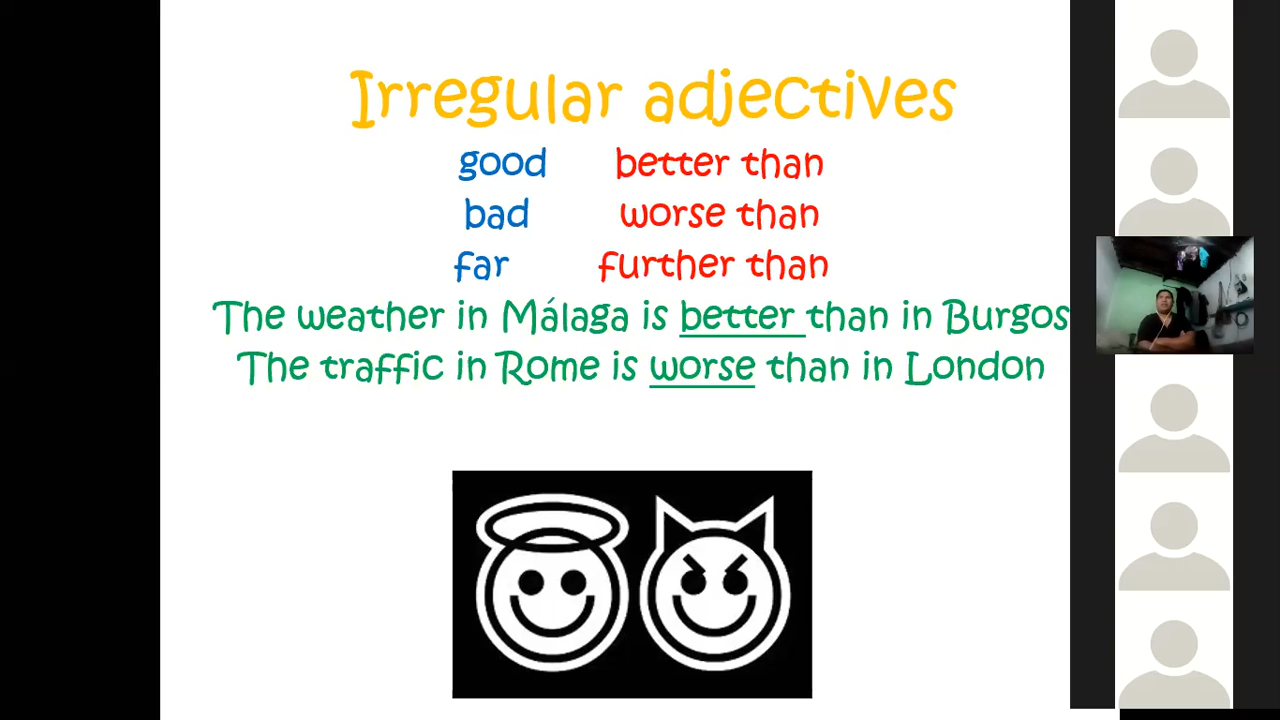 Irregular adjectives
good better than
bad worse than
far further than
The weather in Málaga is better than in Burgos
The traffic in Rome is worse than in London